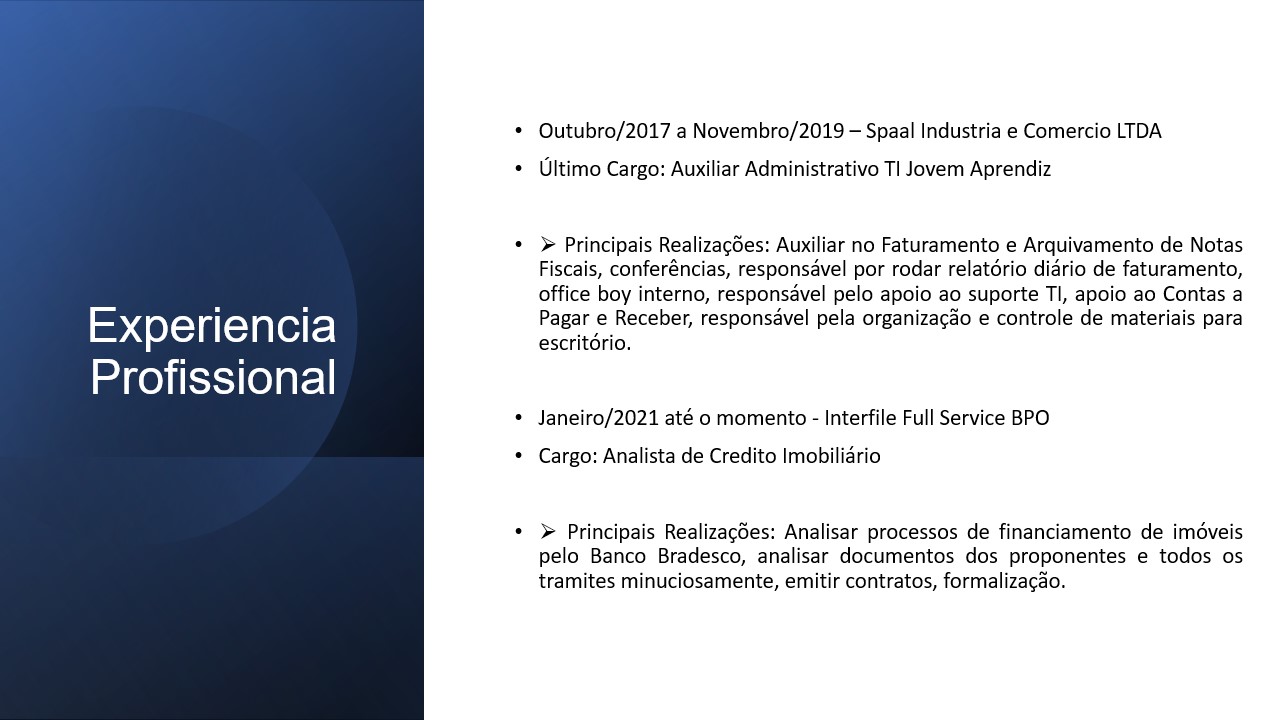 Experiencia
Profissional
• Outubro/2017 a Novembro/2019 – Spaal Industria e Comercio LTDA
• Último Cargo: Auxiliar Administrativo TI Jovem Aprendiz
• ➢ Principais Realizações: Auxiliar no Faturamento e Arquivamento de Notas
Fiscais, conferências, responsável por rodar relatório diário de faturamento,
office boy interno, responsável pelo apoio ao suporte TI, apoio ao Contas a
Pagar e Receber, responsável pela organização e controle de materiais para
escritório.
• Janeiro/2021 até o momento - Interfile Full Service BPO
• Cargo: Analista de Credito Imobiliário
• ➢ Principais Realizações: Analisar processos de financiamento de imóveis
pelo Banco Bradesco, analisar documentos dos proponentes e todos os
tramites minuciosamente, emitir contratos, formalização.